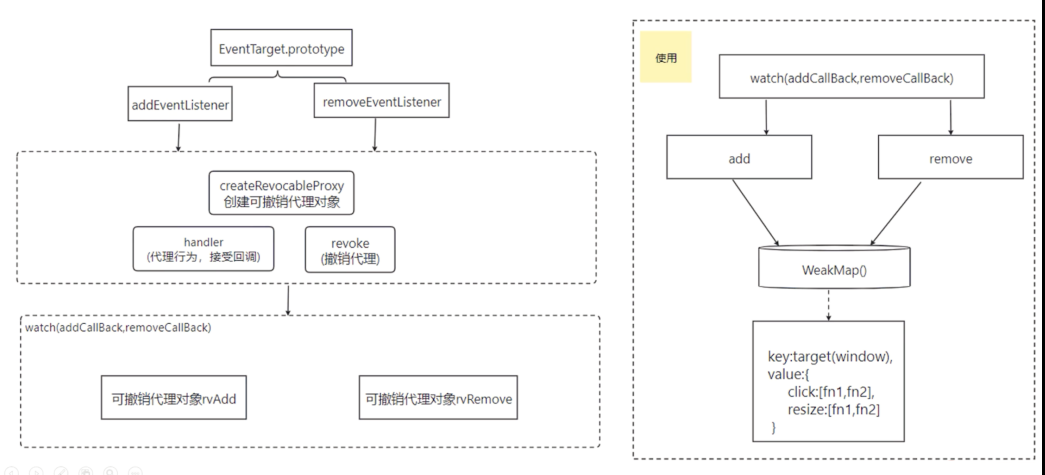 EventTarget.prototype
addEventListener
removeEventListener
createRevocableProxy
创建可撤销代理对象
handler
(代理行为，接受回调)
revoke
(撤销代理)
watch(addCallBack,removeCallBack)
可撤销代理对象rvAdd
可撤销代理对象rvRemove
使用
watch(addCallBack,removeCallBack)
add
remove
WeakMap()
key:target(window),
value:{
click:[fn1,fn2],
resize:[fn1,fn2]
}